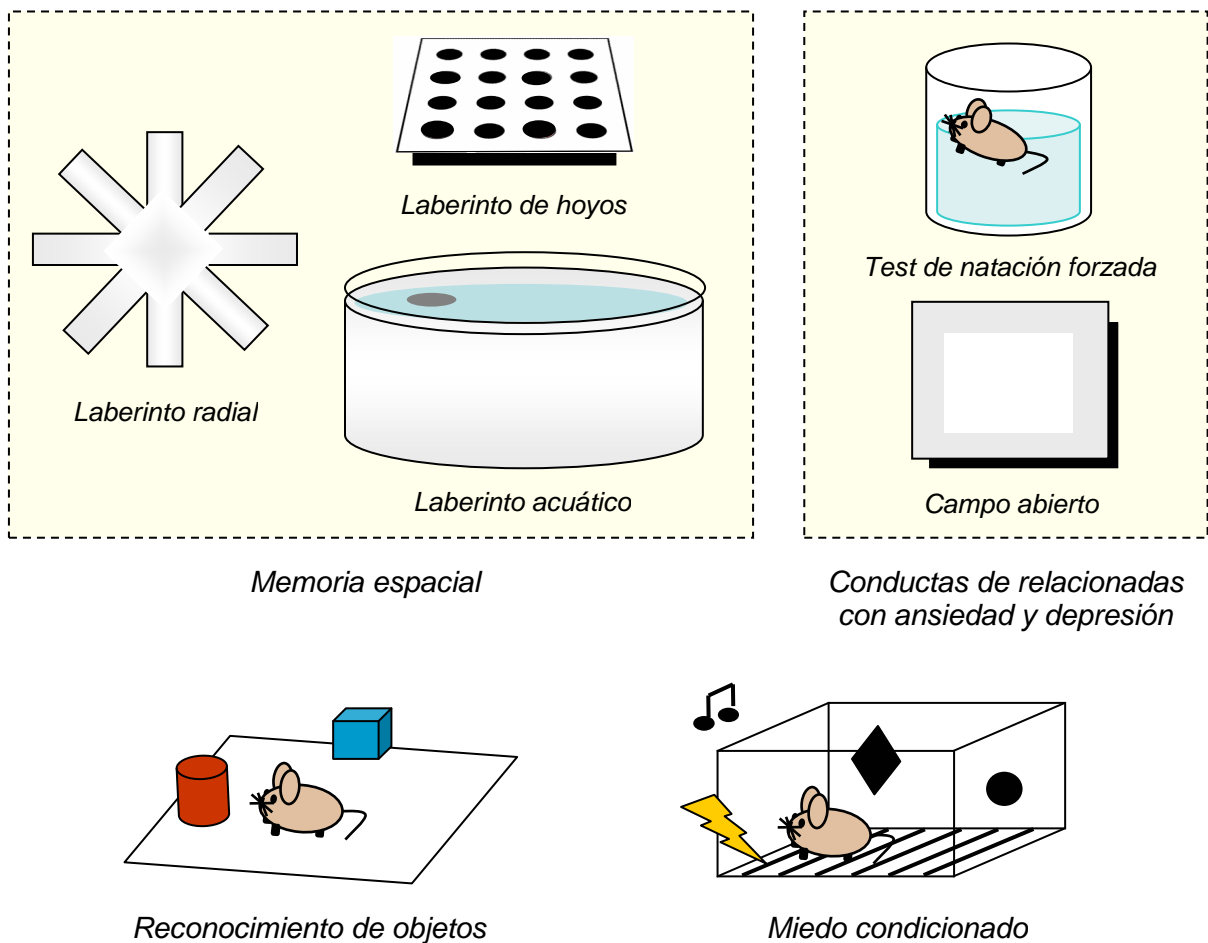 Laberinto de hoyos
Laberinto radial
Laberinto acuático
Memoria espacial
Test de natación forzada
Campo abierto
Conductas de relacionadas
con ansiedad y depresión
Reconocimiento de objetos
Miedo condicionado